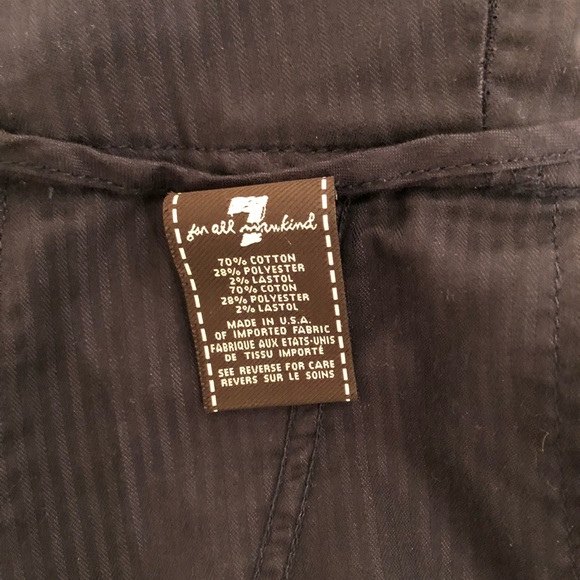 7
for all mankind
70% COTTON
28% POLYESTER
2% LASTOL
70% COTON
28% POLYESTER
2% LASTOL
MADE IN U.S.A.
OF IMPORTED FABRIC
FABRIQUE AUX ETATS-UNIS
DE TISSU IMPORTÉ
SEE REVERSE FOR CARE
REVERS SUR LE SOINS